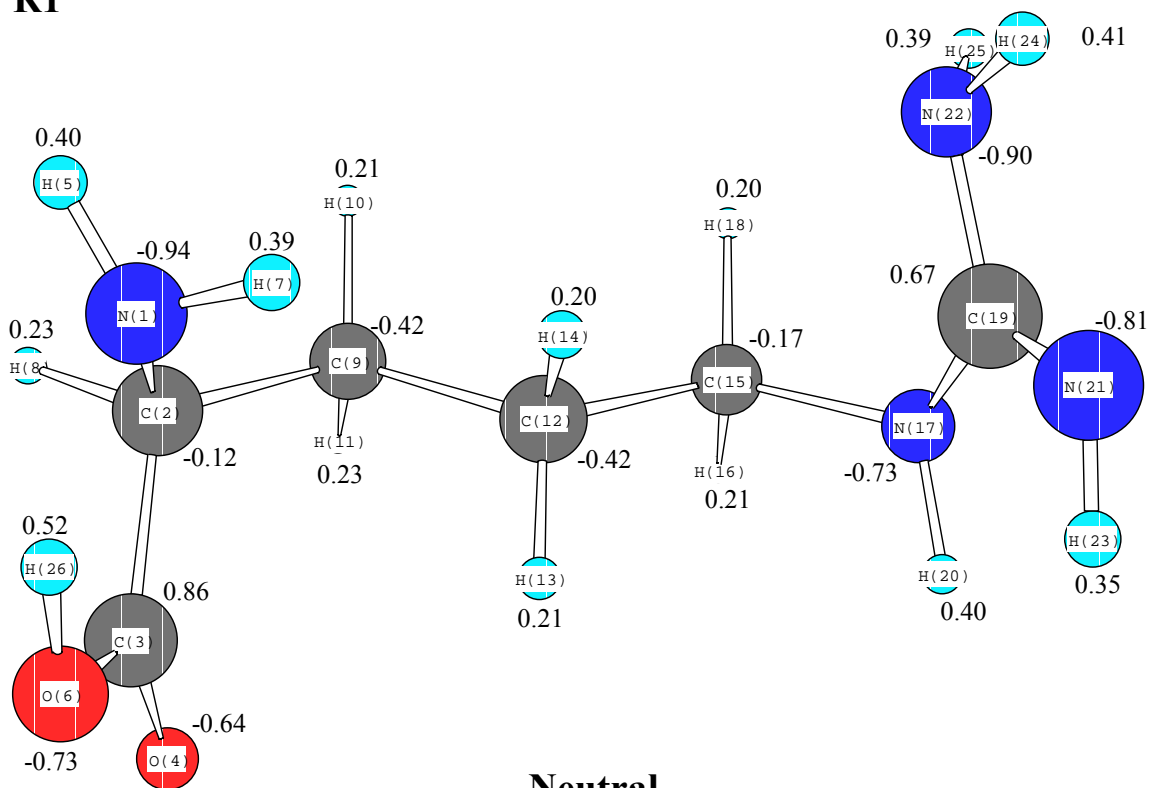 R1
0.39 H(25) H(24) 0.41
N(22)
-0.90
0.40
H(5)
0.21
H(10)
0.20
H(18)
-0.94 0.39
H(7)
N(1)
0.67
C(19)
-0.81
0.20
H(14)
0.23
H(8
-0.42
C(9)
-0.17
C(15)
N(21)
C(2)
C(12)
N(17)
-0.12
H(11)
0.23
-0.42
H(16)
0.21
-0.73
0.52
H(26)
0.86
H(13)
0.21
H(20)
0.40
H(23)
0.35
C(3)
O(6)
-0.64
-0.73
O(4)
Neutral